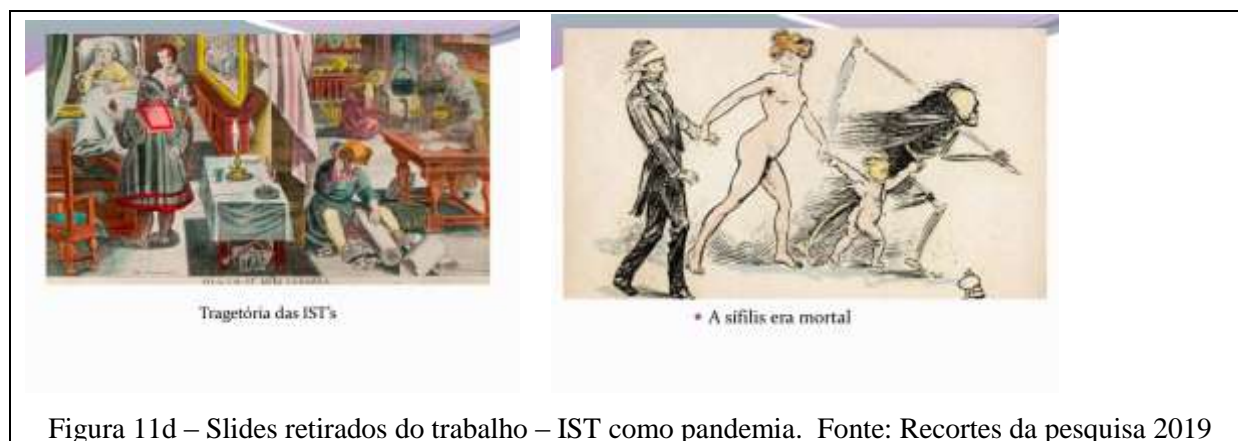 Tragetória das IST's
• A sífilis era mortal
Figura 11d – Slides retirados do trabalho – IST como pandemia. Fonte: Recortes da pesquisa 2019